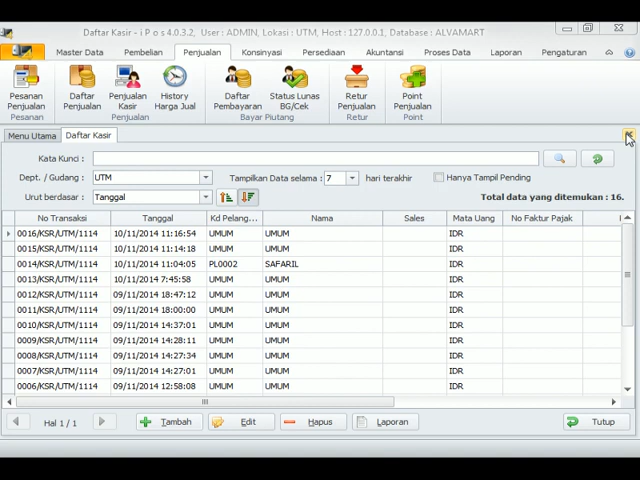 Daftar Kasir - i P o s 4.0.3.2, User : ADMIN, Lokasi : UTM, Host : 127.0.0.1, Database : ALVAMART
Master Data Pembelian Penjualan Konsinyasi Persediaan Akuntansi Proses Data Laporan Pengaturan
Pesanan Penjualan
Daftar Penjualan
Penjualan Kasir
History Harga Jual
Daftar Pembayaran
Status Lunas BG/Cek
Retur Penjualan
Point Penjualan
Pesanan Penjualan Bayar Piutang Retur Point
Menu Utama Daftar Kasir
Kata Kunci :
Dept. / Gudang : UTM Tampilkan Data selama : 7 hari terakhir Hanya Tampil Pending
Urut berdasar : Tanggal Total data yang ditemukan : 16.
No Transaksi Tanggal Kd Pelang... Nama Sales Mata Uang No Faktur Pajak
0016/KSR/UTM/1114 10/11/2014 11:16:54 UMUM UMUM IDR
0015/KSR/UTM/1114 10/11/2014 11:14:18 UMUM UMUM IDR
0014/KSR/UTM/1114 10/11/2014 11:04:05 PL0002 SAFARIL IDR
0013/KSR/UTM/1114 10/11/2014 7:45:58 UMUM UMUM IDR
0012/KSR/UTM/1114 09/11/2014 18:47:12 UMUM UMUM IDR
0011/KSR/UTM/1114 09/11/2014 18:00:00 UMUM UMUM IDR
0010/KSR/UTM/1114 09/11/2014 14:37:01 UMUM UMUM IDR
0009/KSR/UTM/1114 09/11/2014 14:28:11 UMUM UMUM IDR
0008/KSR/UTM/1114 09/11/2014 14:27:34 UMUM UMUM IDR
0007/KSR/UTM/1114 09/11/2014 14:27:01 UMUM UMUM IDR
0006/KSR/UTM/1114 09/11/2014 12:58:08 UMUM UMUM IDR
Hal 1 / 1 Tambah Edit Hapus Laporan Tutup